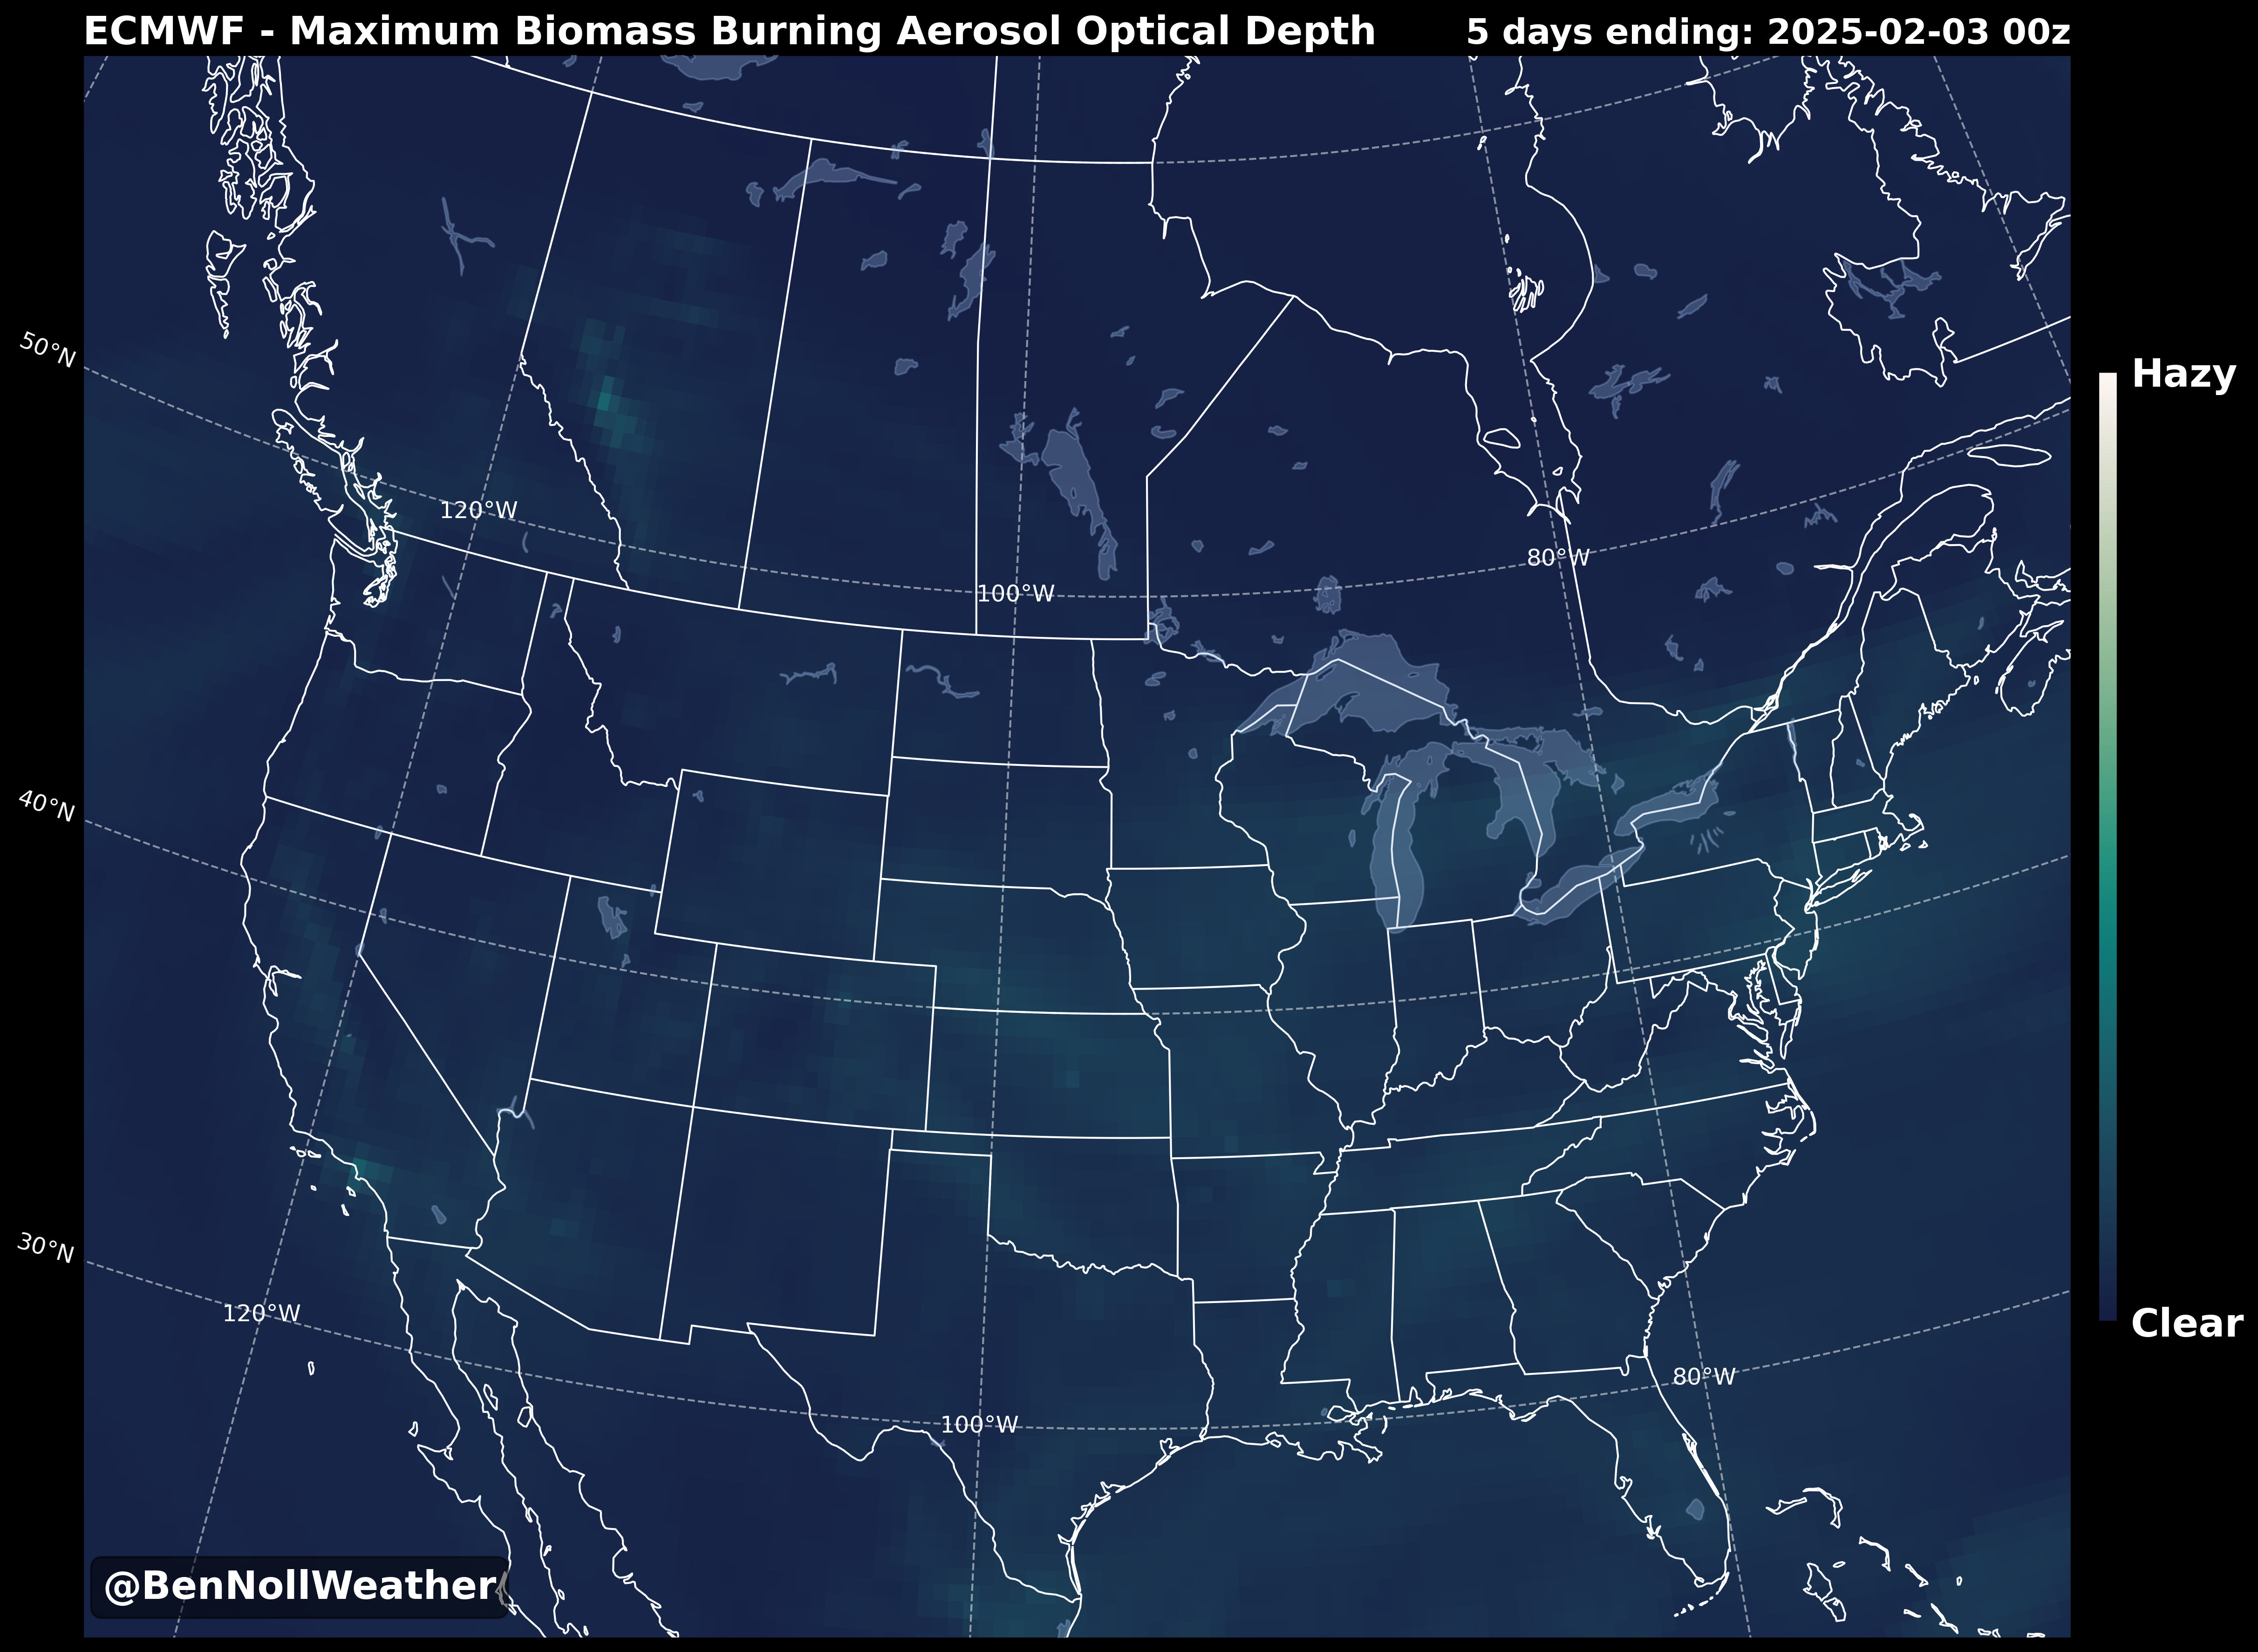 ECMWF - Maximum Biomass Burning Aerosol Optical Depth 5 days ending: 2025-02-03 00z
50°N
Hazy
120°W
80°W
100°W
40°N
30°N
120°W
Clear
80°W
100°W
@BenNollWeather